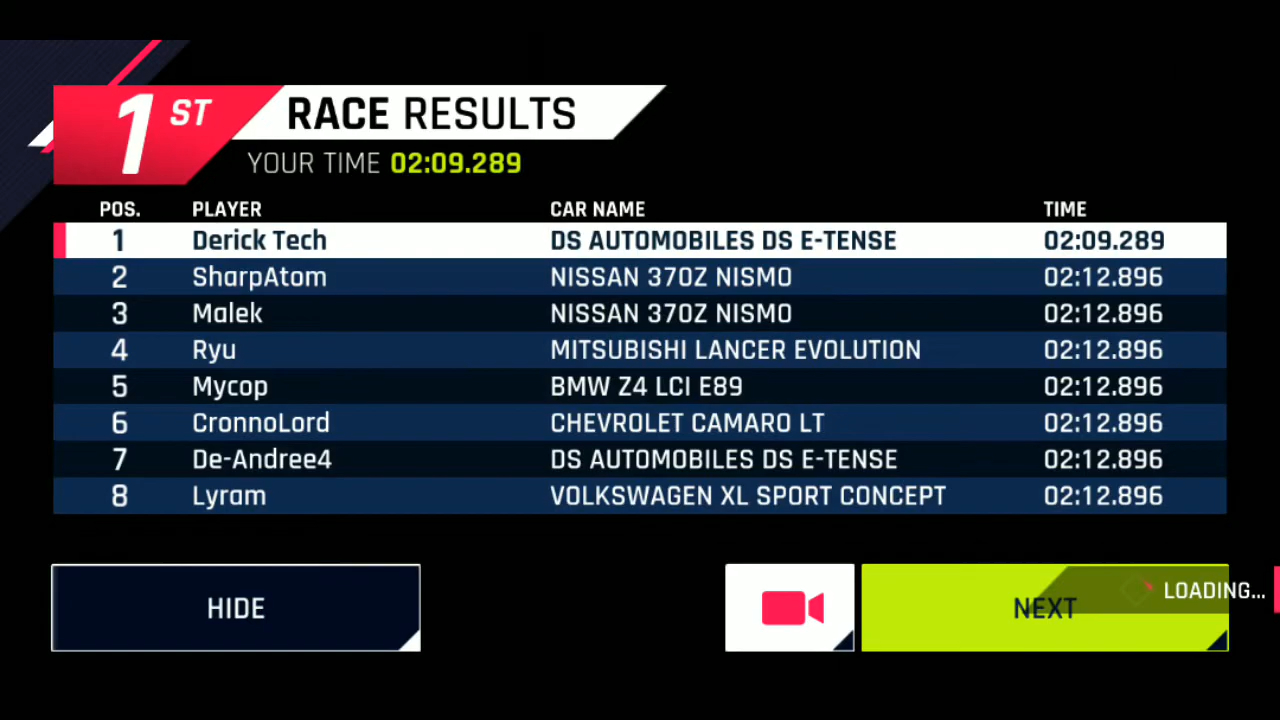 1ST RACE RESULTS
YOUR TIME 02:09.289
POS. PLAYER CAR NAME TIME
1 Derick Tech DS AUTOMOBILES DS E-TENSE 02:09.289
2 SharpAtom NISSAN 370Z NISMO 02:12.896
3 Malek NISSAN 370Z NISMO 02:12.896
4 Ryu MITSUBISHI LANCER EVOLUTION 02:12.896
5 Mycop BMW Z4 LCI E89 02:12.896
6 CronnoLord CHEVROLET CAMARO LT 02:12.896
7 De-Andree4 DS AUTOMOBILES DS E-TENSE 02:12.896
8 Lyram VOLKSWAGEN XL SPORT CONCEPT 02:12.896
HIDE NEXT LOADING...